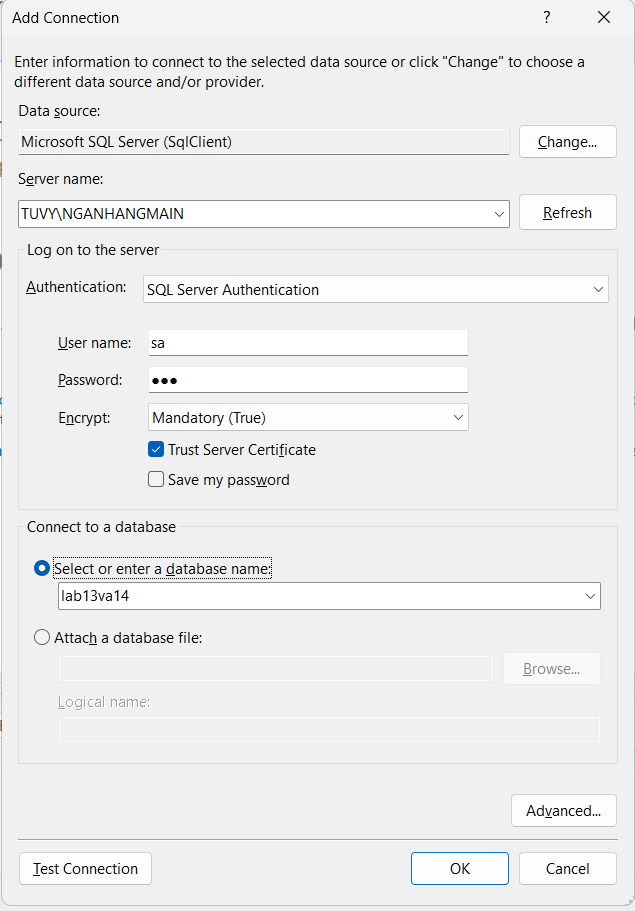 Add Connection
?
Enter information to connect to the selected data source or click "Change" to choose a
different data source and/or provider.
Data source:
Microsoft SQL Server (SqlClient)
Change...
Server name:
TUVY\NGANHANGMAIN
Refresh
Log on to the server
Authentication:
SQL Server Authentication
User name:
sa
Password:
●●●
Encrypt:
Mandatory (True)
Trust Server Certificate
Save my password
Connect to a database
Select or enter a database name:
lab13va14
Attach a database file:
Browse...
Logical name:
Advanced...
Test Connection
OK
Cancel